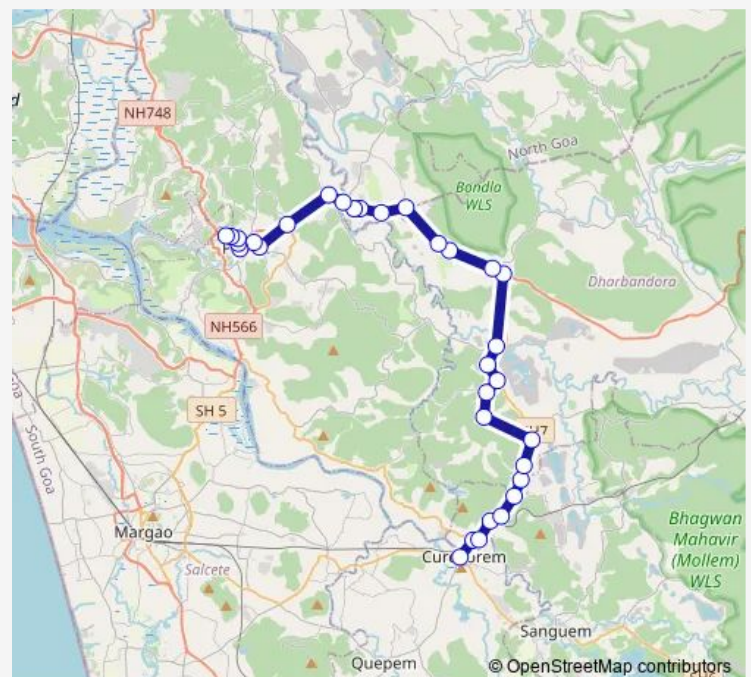 NH748
North Goa
Bondla
WLS
Dharbandora
NH566
SH 5
South Goa
Margao
Salcete
Bhagwan
Mahavir
(Mollem)
WLS
Sanguem
Quepem
© OpenStreetMap contributors